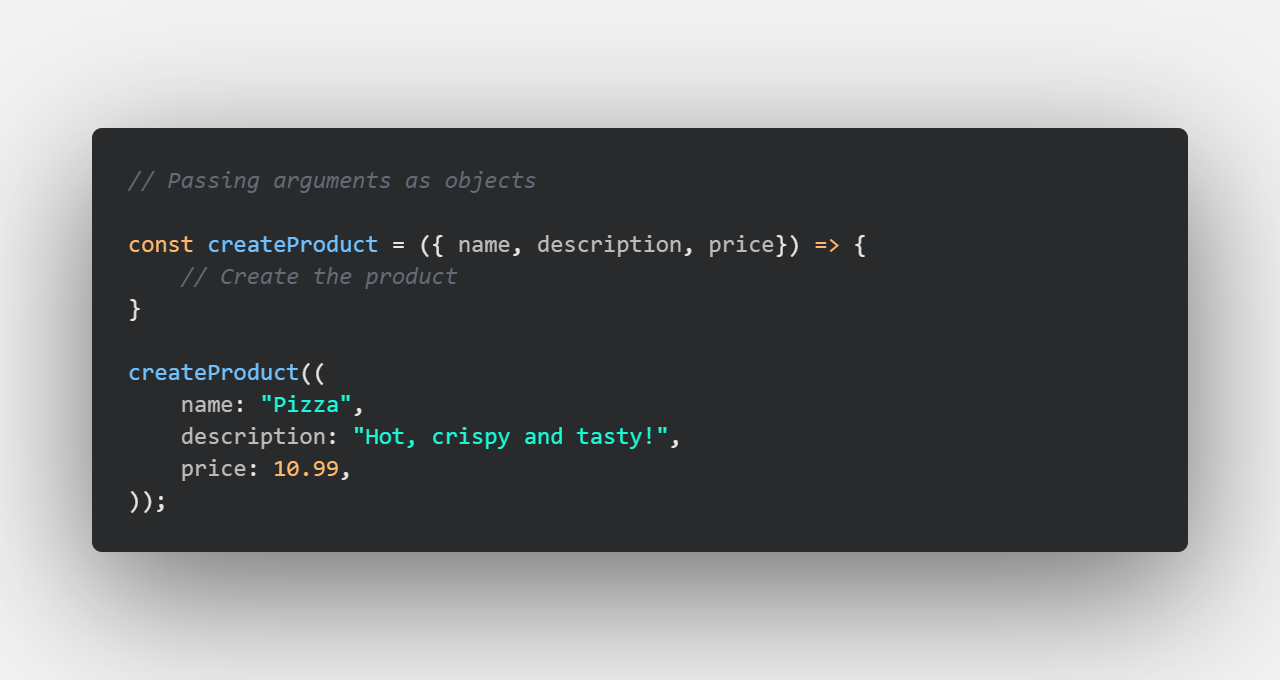 // Passing arguments as objects
const createProduct = ({ name, description, price}) => {
// Create the product
}
createProduct((
name: "Pizza",
description: "Hot, crispy and tasty!",
price: 10.99,
));